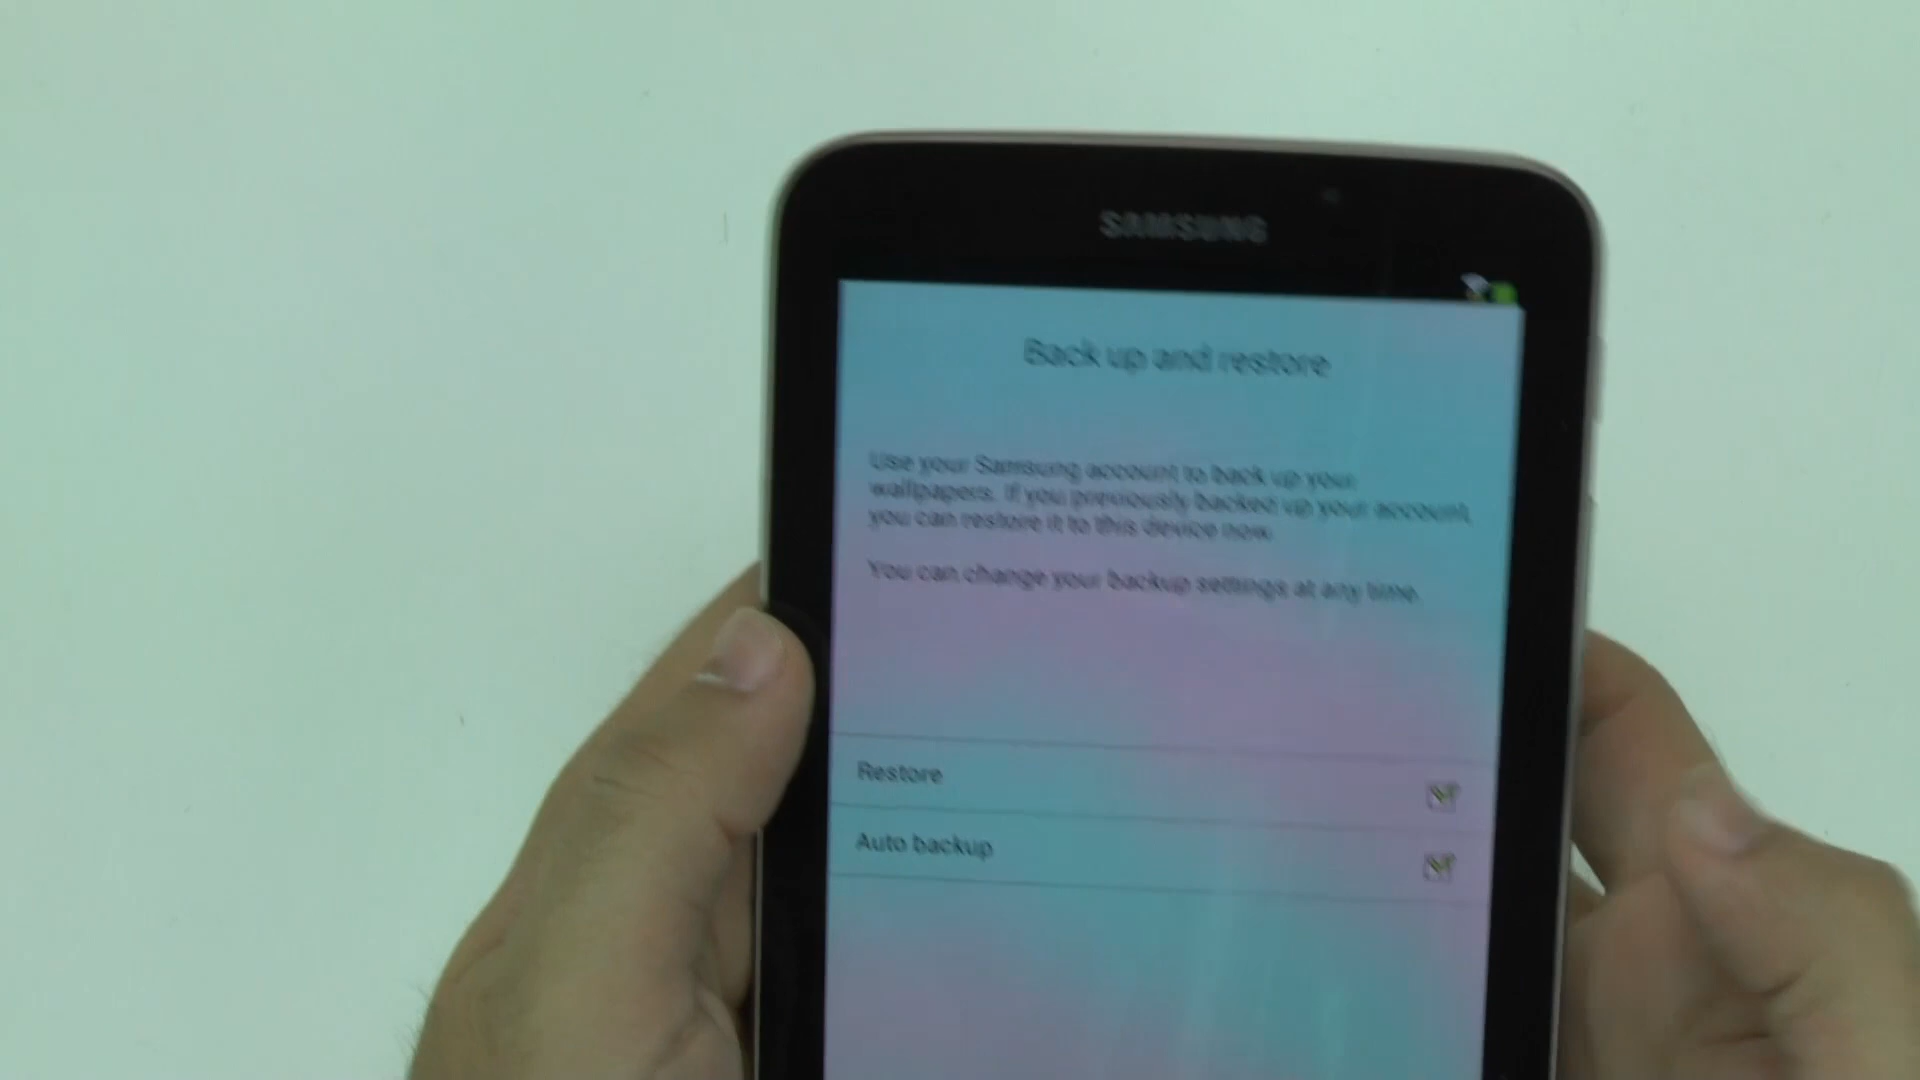 SAMSUNG
Back up and restore
Use your Samsung account to back up your
wallpapers. If you previously backed up your account,
you can restore it to this device now.
You can change your backup settings at any time.
Restore
Auto backup